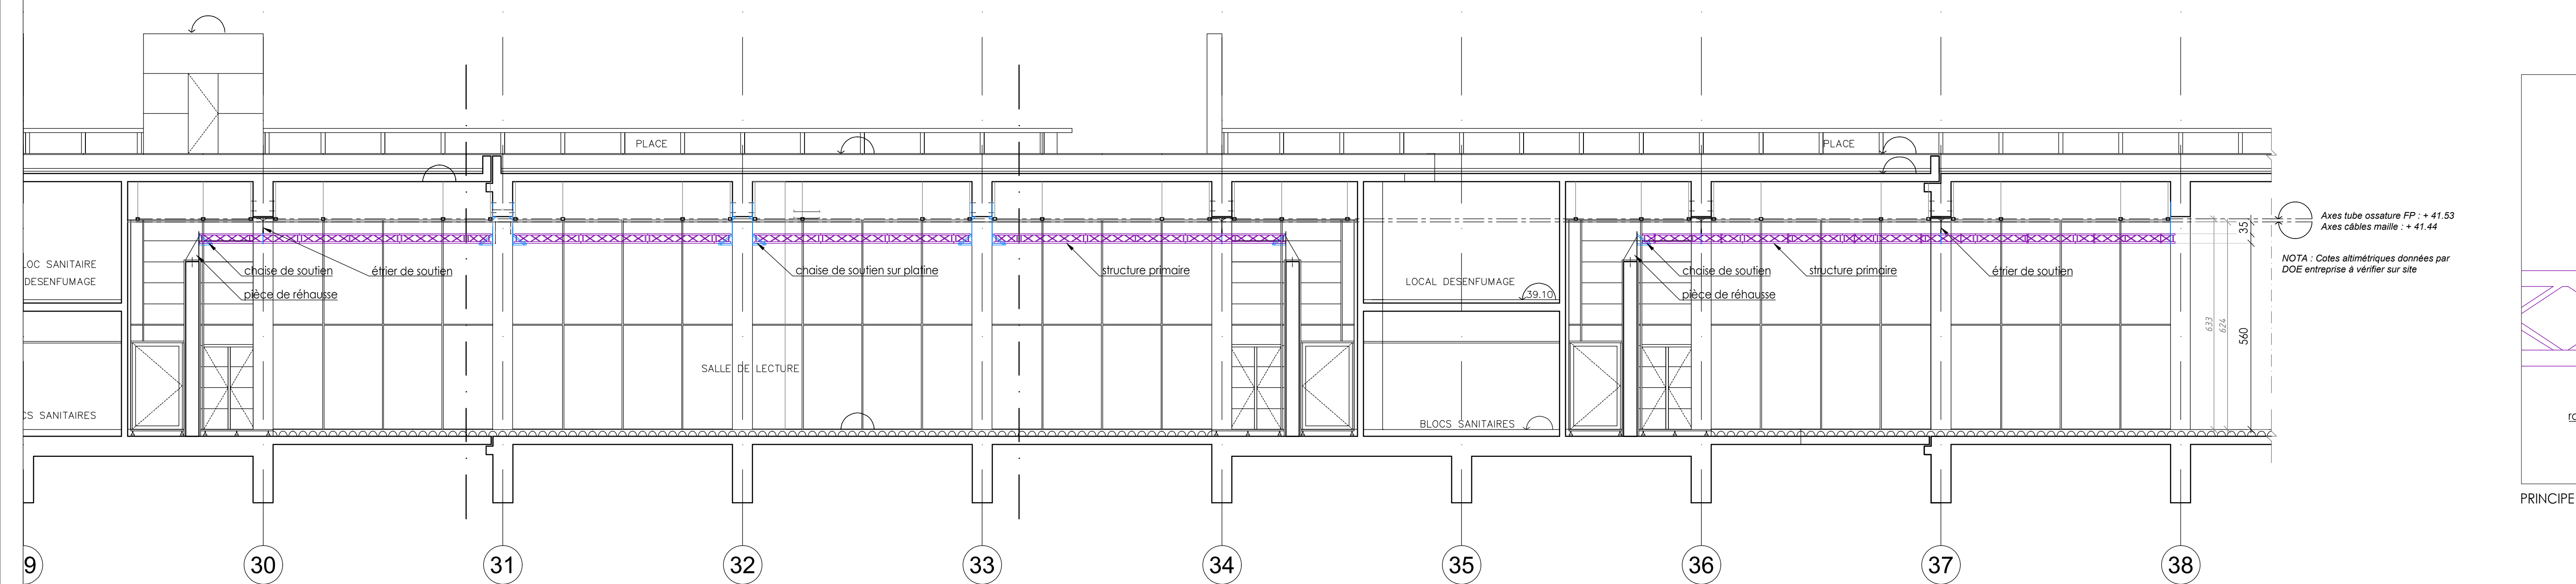 PLACE
PLACE
Axes tube ossature FP : + 41.53
Axes câbles maille : + 41.44
35
NOTA : Cotes altimétriques données par
DOE entreprise à vérifier sur site
LOC SANITAIRE
DESENFUMAGE
chaise de soutien
étrier de soutien
pièce de réhausse
chaise de soutien sur platine
structure primaire
LOCAL DESENFUMAGE
39.10
chaise de soutien
structure primaire
étrier de soutien
pièce de réhausse
633
624
560
SALLE DE LECTURE
CS SANITAIRES
BLOCS SANITAIRES
PRINCIPE
9
30
31
32
33
34
35
36
37
38